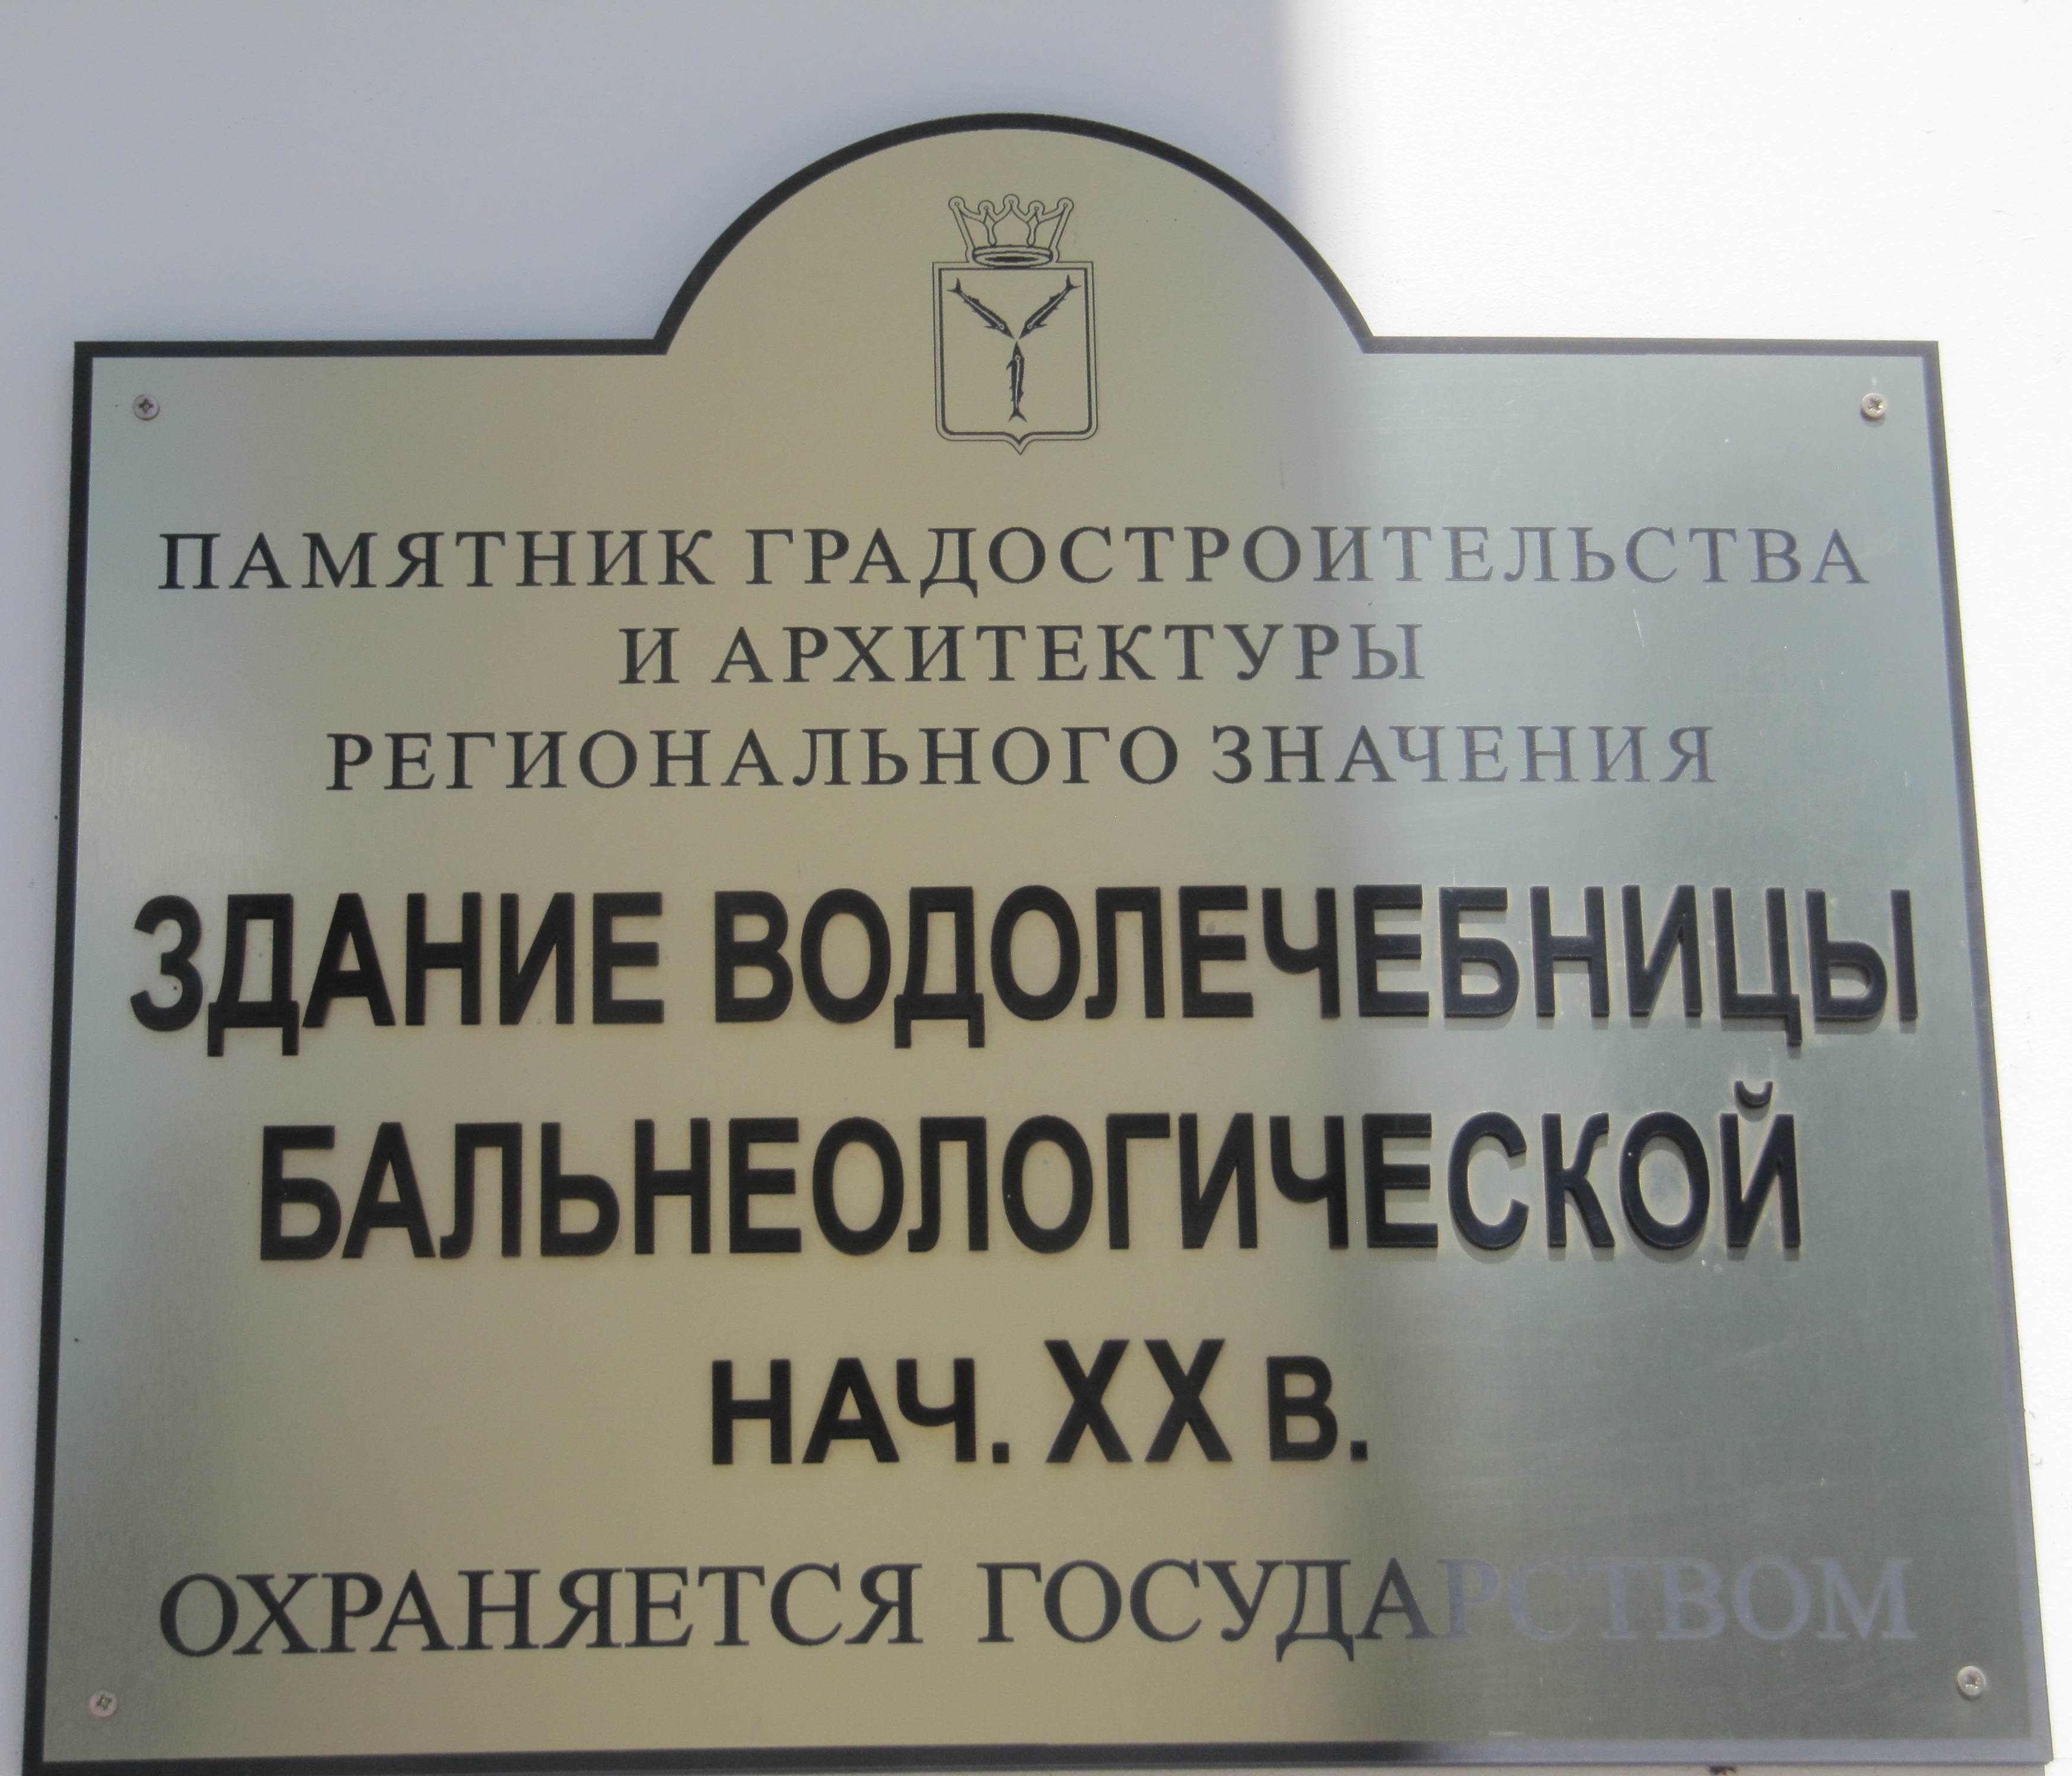 ПАМЯТНИК ГРАДОСТРОИТЕЛЬСТВА
И АРХИТЕКТУРЫ
РЕГИОНАЛЬНОГО ЗНАЧЕНИЯ
ЗДАНИЕ ВОДОЛЕЧЕБНИЦЫ
БАЛЬНЕОЛОГИЧЕСКОЙ
НАЧ. XX В.
ОХРАНЯЕТСЯ ГОСУДАРСТВОМ